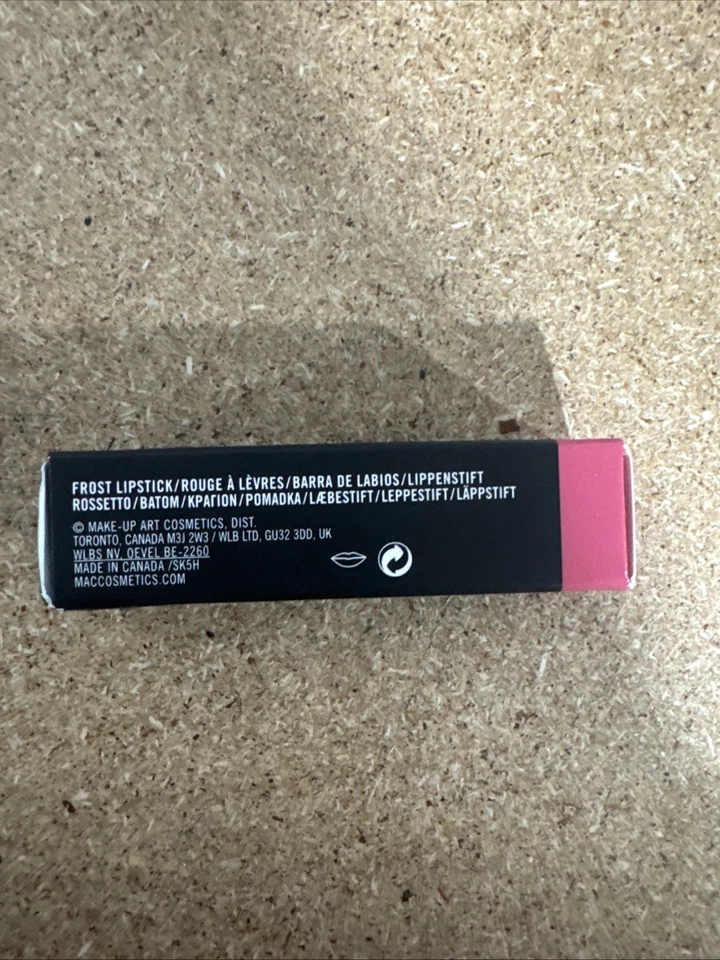 FROST LIPSTICK/ROUGE À LÈVRES/BARRA DE LABIOS/LIPPENSTIFT
ROSSETTO/BATOM/ΚΡΑΓΙΟΝ/POMADKA/LÆBESTIFT/LEPPESTIFT/LÄPPSTIFT
© MAKE-UP ART COSMETICS, DIST.
TORONTO, CANADA M3J 2W3 / WLB LTD, GU32 3DD, UK
WLBS NV, OEVEL BE-2260
MADE IN CANADA /SK5H
MACCOSMETICS.COM